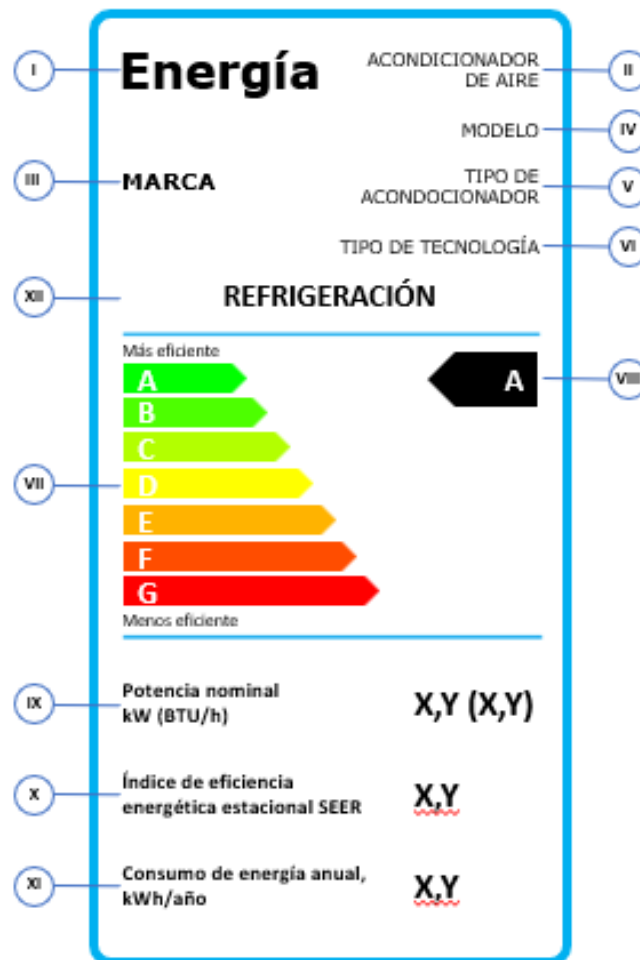 I
Energía
ACONDICIONADOR
DE AIRE
II
MODELO
IV
III
MARCA
TIPO DE
ACONDOCIONADOR
V
TIPO DE TECNOLOGÍA
VI
XII
REFRIGERACIÓN
Más eficiente
A
A
VIII
B
C
VII
D
E
F
G
Menos eficiente
IX
Potencia nominal
kW (BTU/h)
X,Y (X,Y)
X
Índice de eficiencia
energética estacional SEER
X,Y
XI
Consumo de energía anual,
kWh/año
X,Y